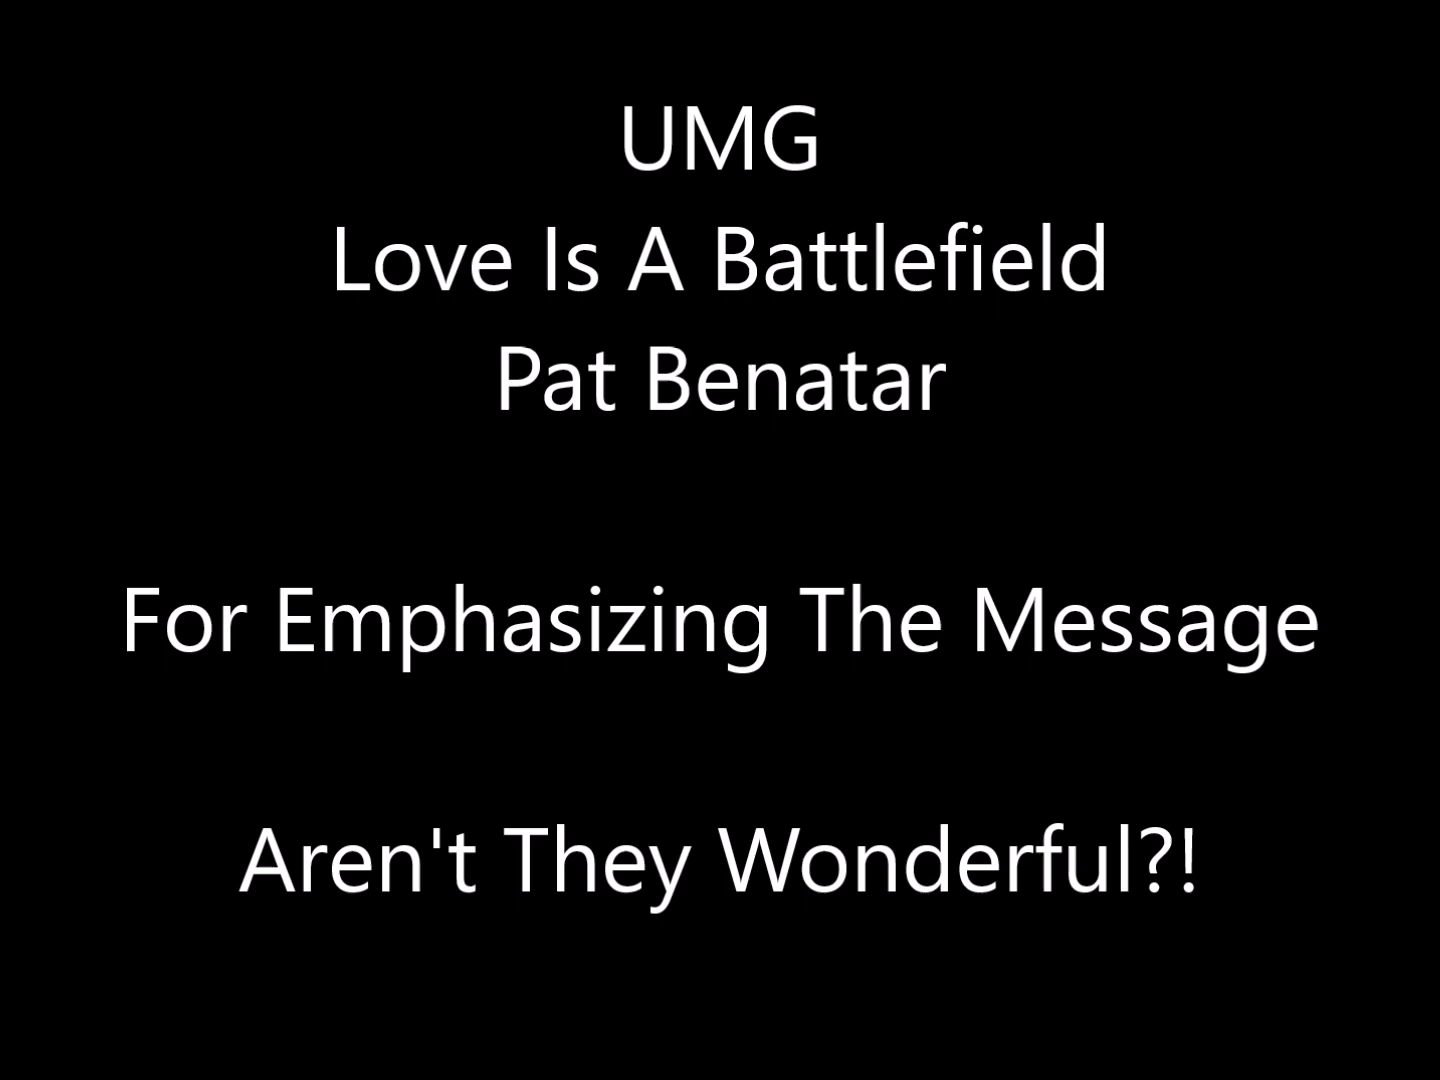 UMG
Love Is A Battlefield
Pat Benatar
For Emphasizing The Message
Aren't They Wonderful?!